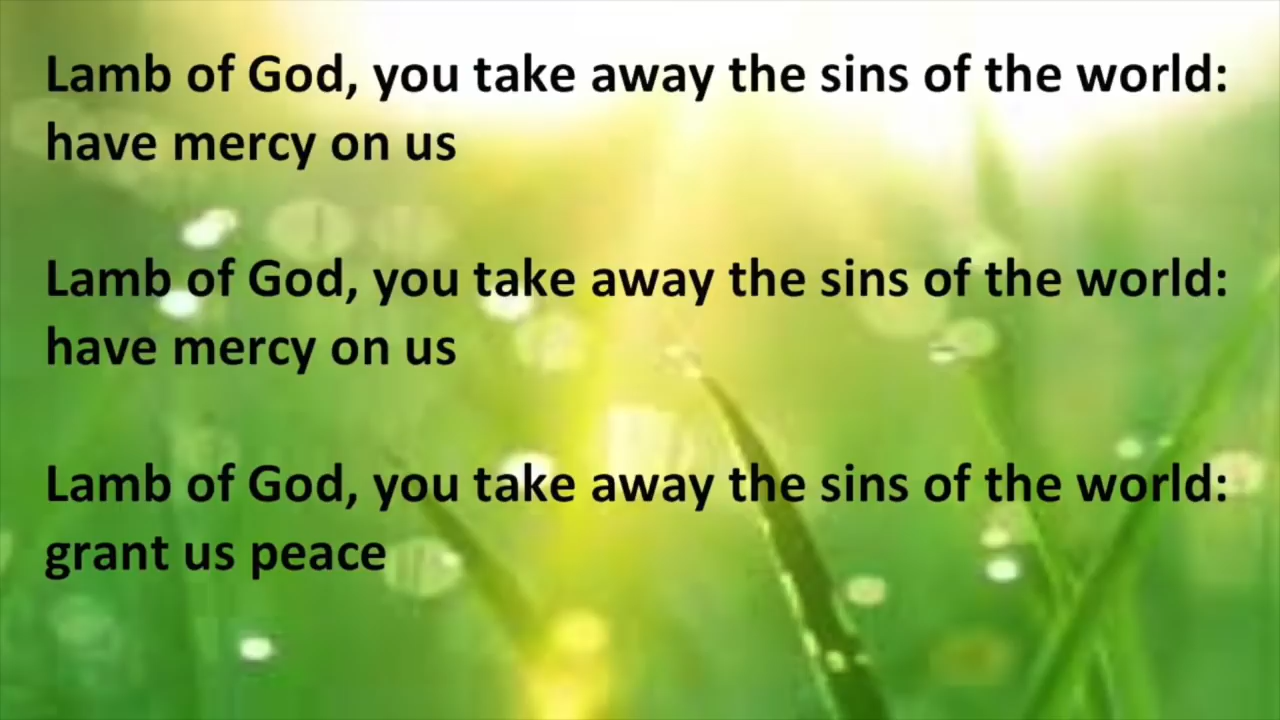 Lamb of God, you take away the sins of the world:
have mercy on us
Lamb of God, you take away the sins of the world:
have mercy on us
Lamb of God, you take away the sins of the world:
grant us peace